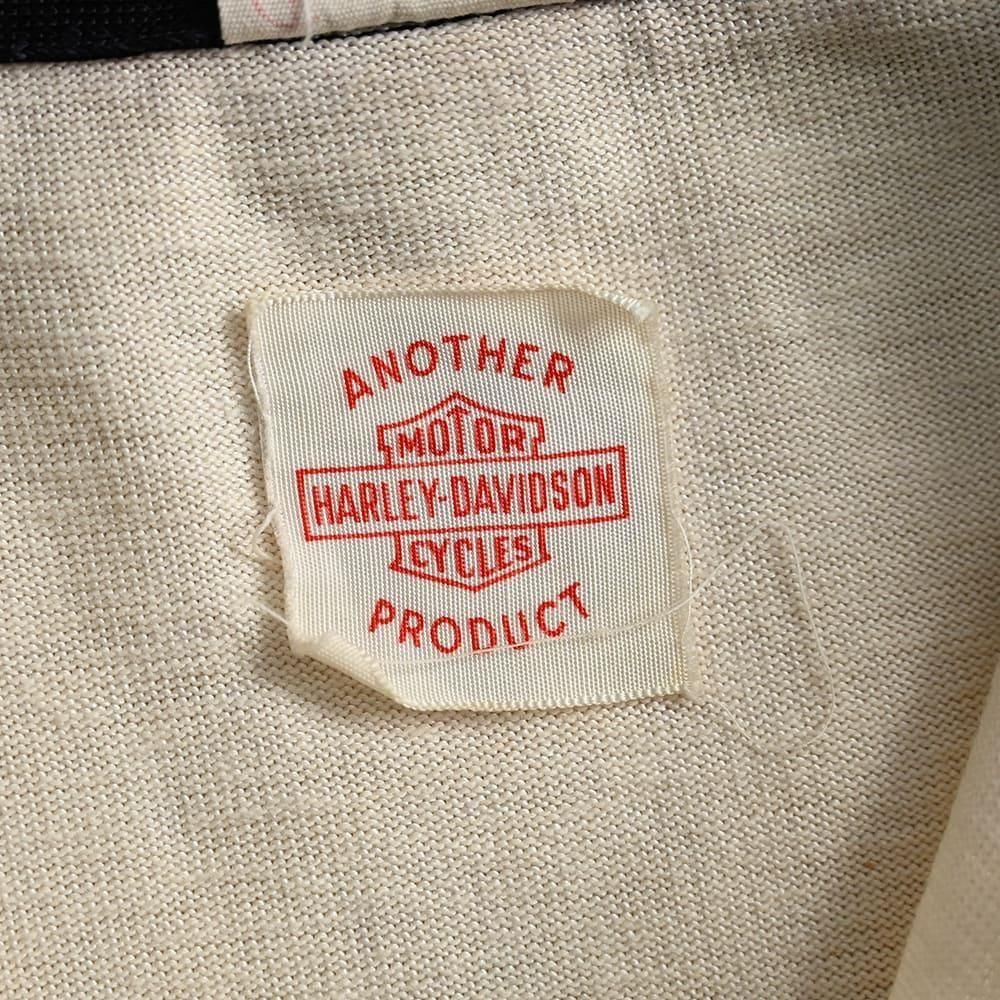 ANOTHER
MOTOR
HARLEY-DAVIDSON
CYCLES
PRODUCT